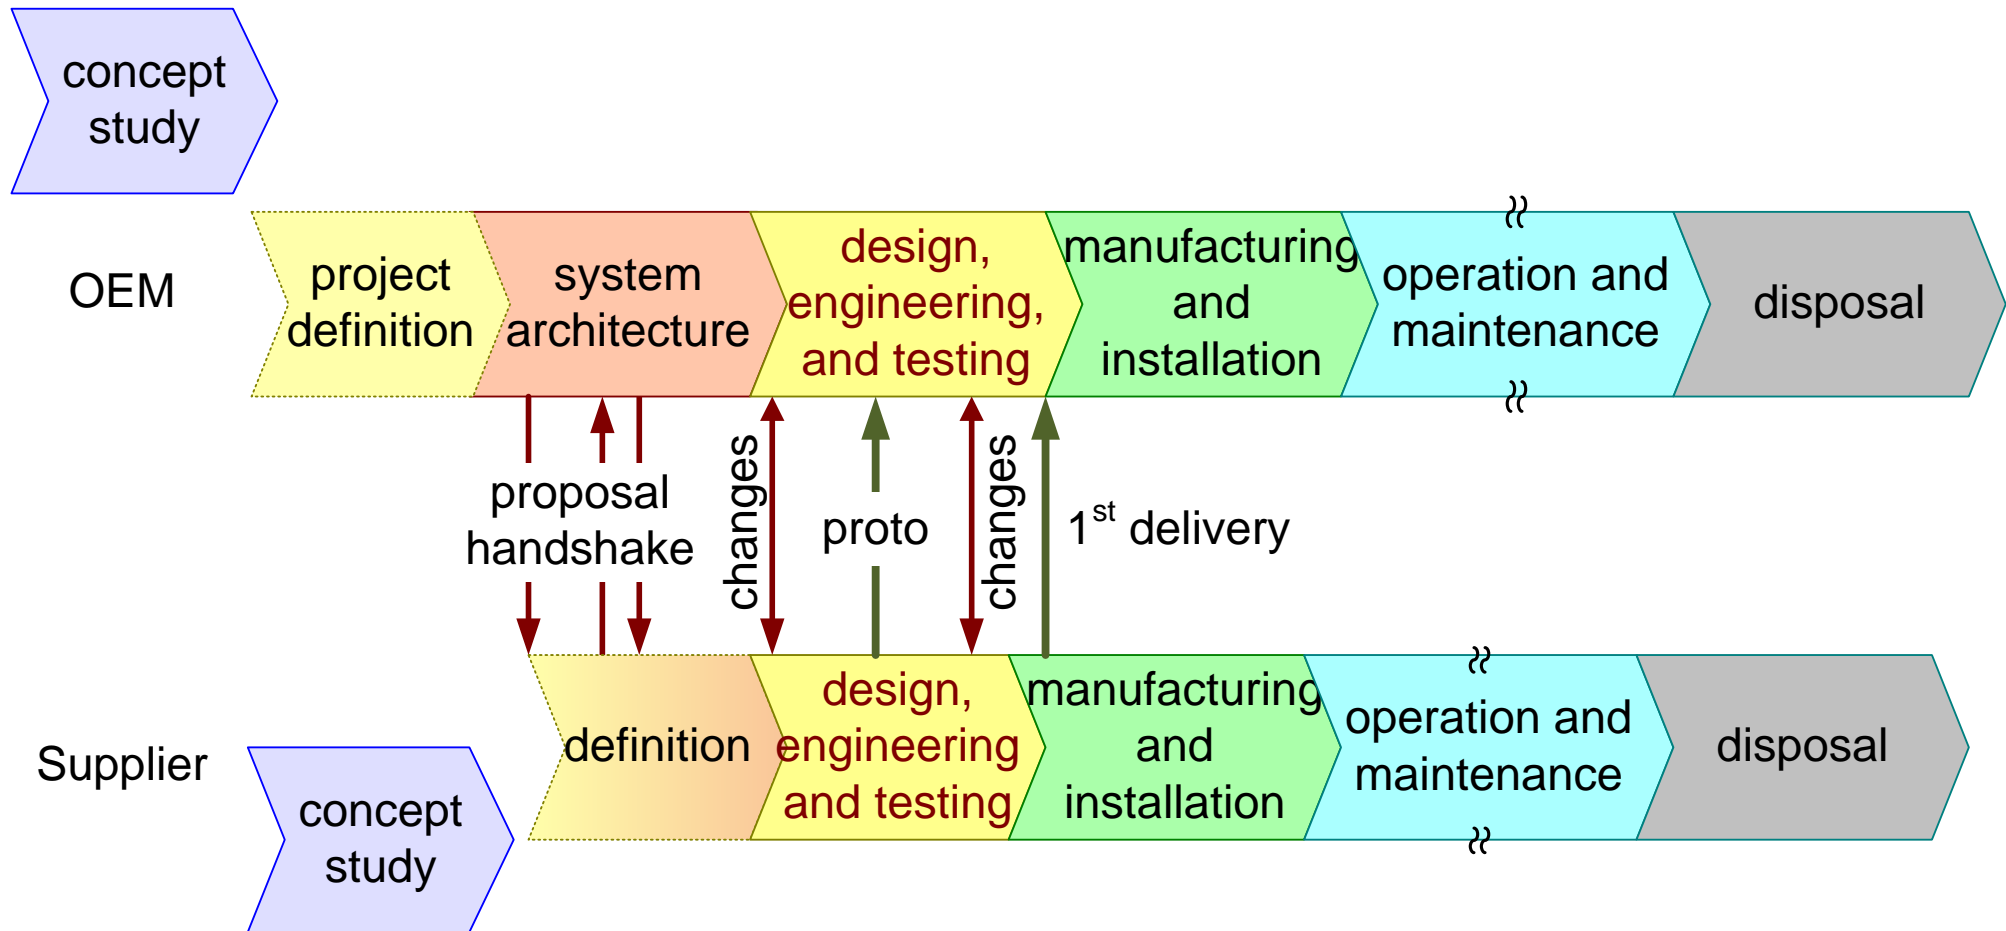 concept
study
OEM
project
definition
system
architecture
design,
engineering,
and testing
manufacturing
and
installation
operation and
maintenance
disposal
proposal
handshake
changes
proto
changes
1st delivery
Supplier
concept
study
definition
design,
engineering
and testing
manufacturing
and
installation
operation and
maintenance
disposal